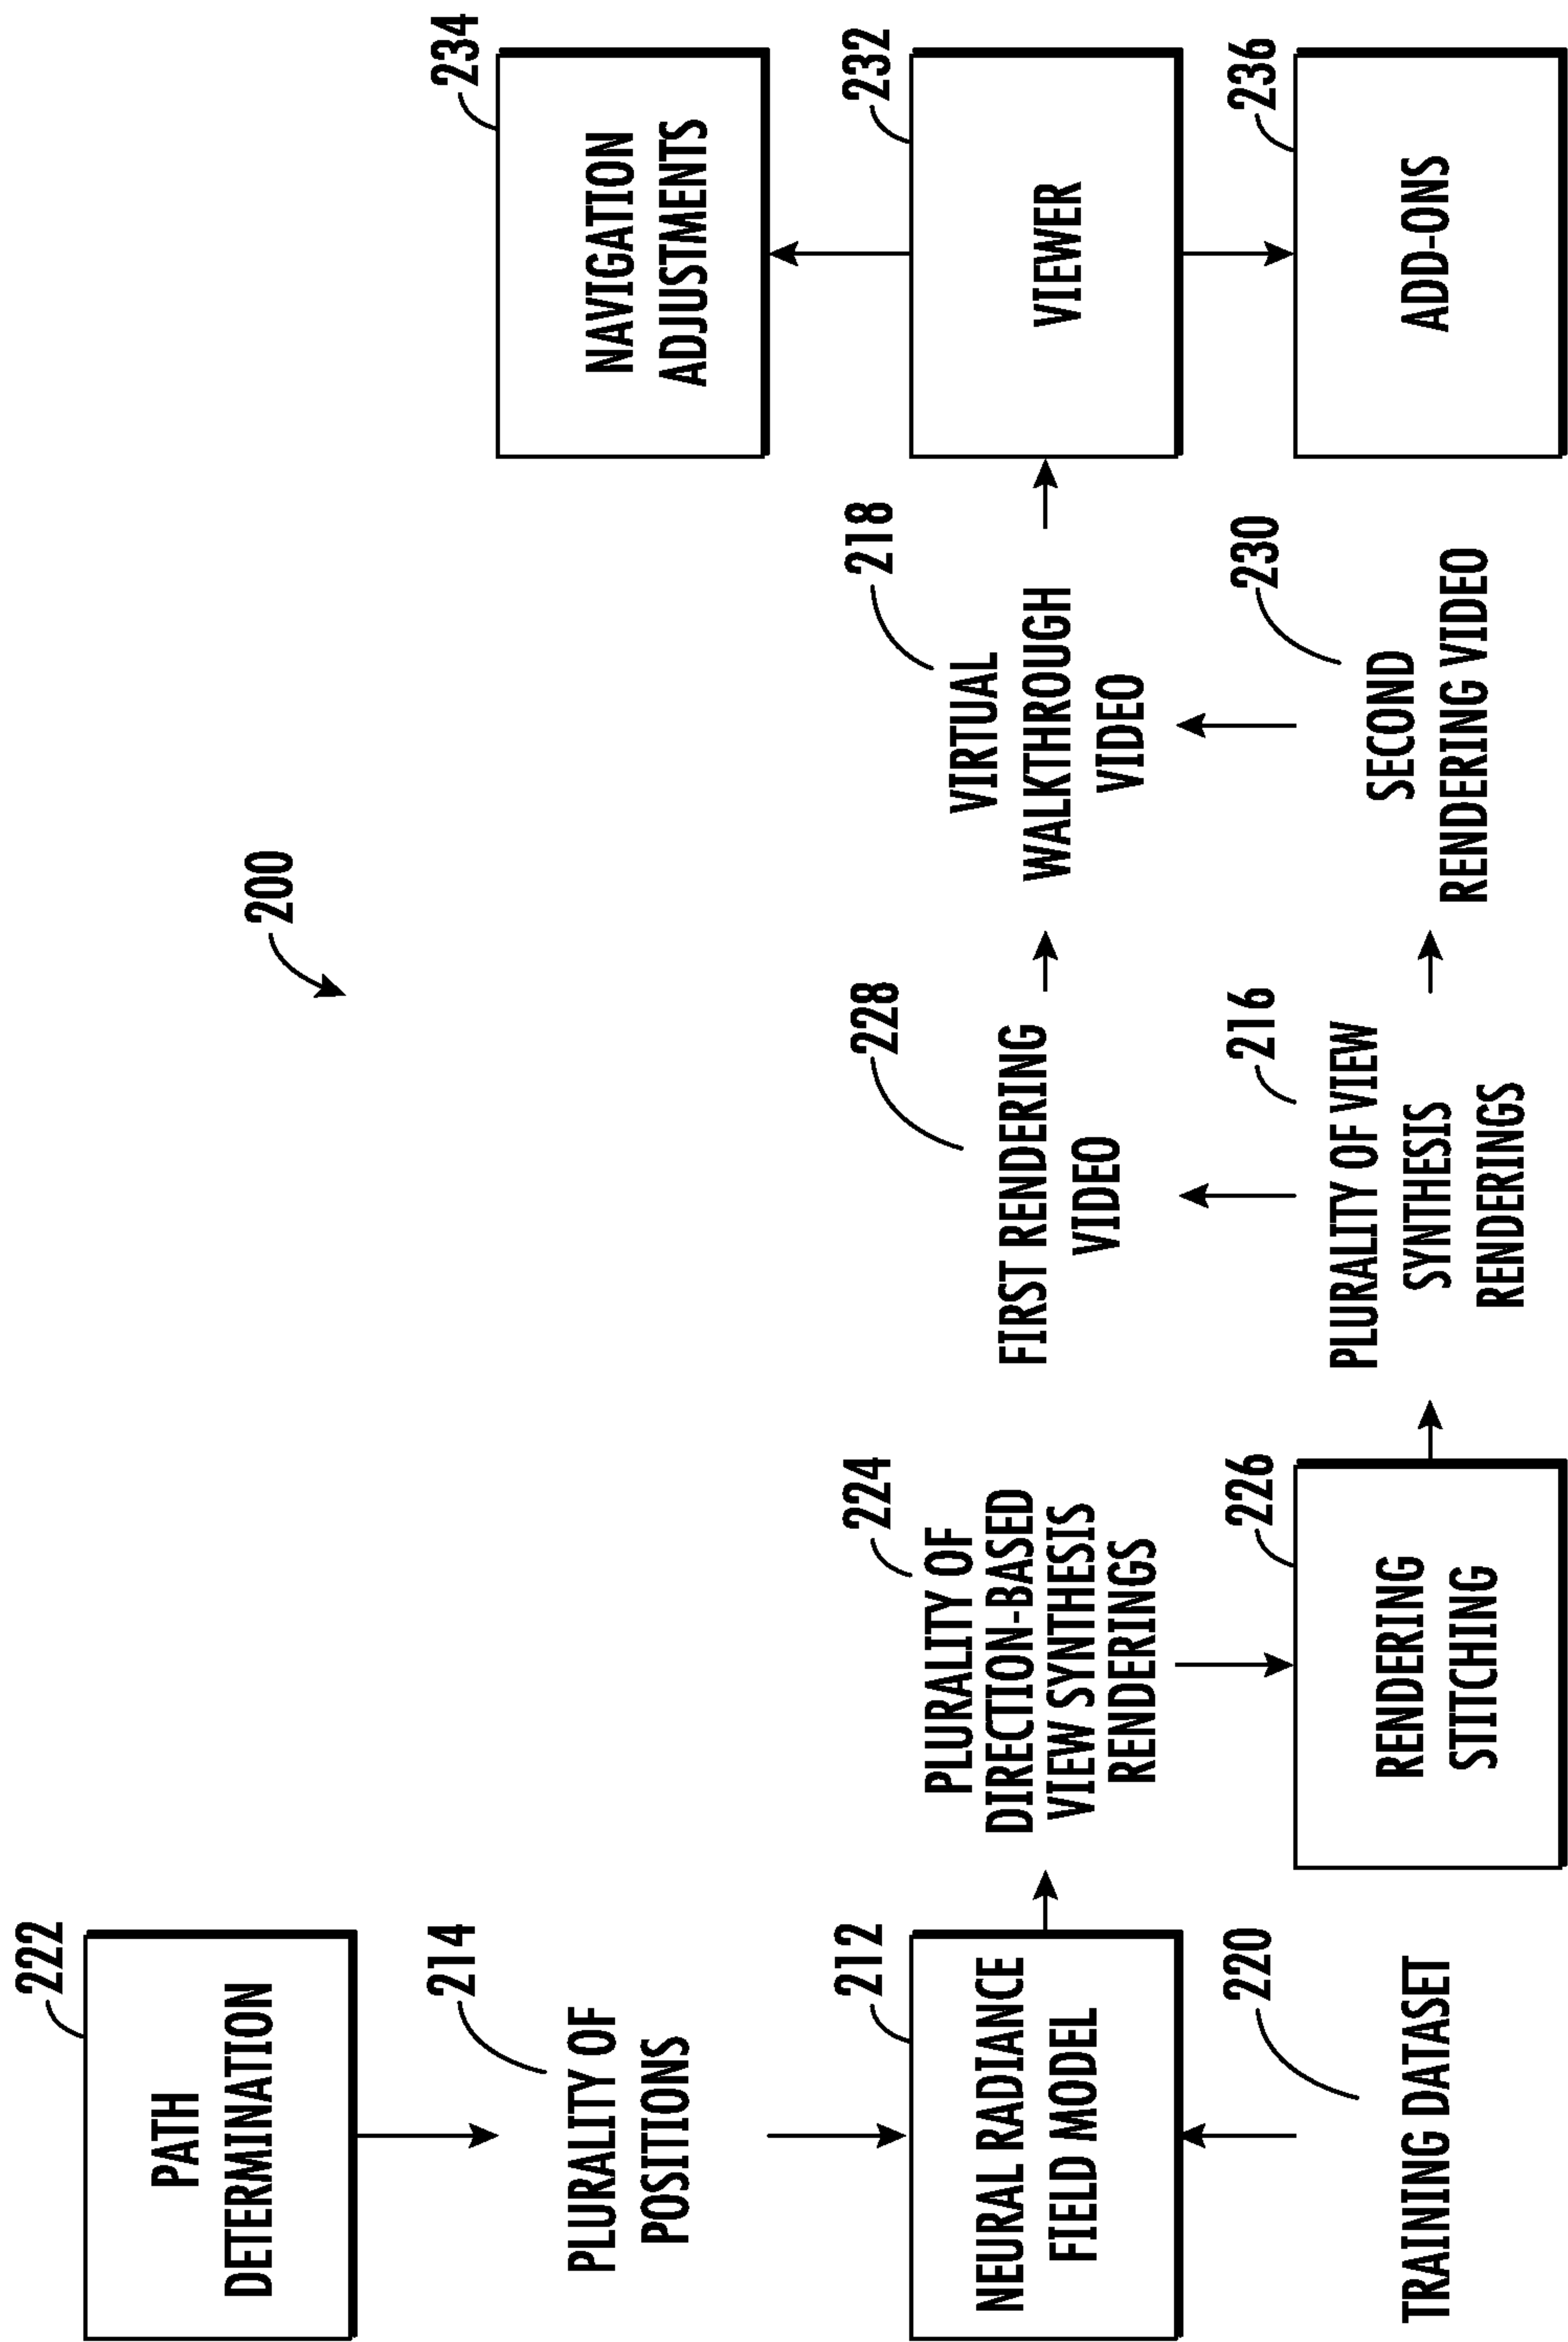 200
222
PATH
DETERMINATION
214
PLURALITY OF
POSITIONS
212
NEURAL RADIANCE
FIELD MODEL
220
TRAINING DATASET
224
PLURALITY OF
DIRECTION-BASED
VIEW SYNTHESIS
RENDERINGS
226
RENDERING
STITCHING
228
FIRST RENDERING
VIDEO
216
PLURALITY OF VIEW
SYNTHESIS
RENDERINGS
218
VIRTUAL
WALKTHROUGH
VIDEO
230
SECOND
RENDERING VIDEO
234
NAVIGATION
ADJUSTMENTS
232
VIEWER
236
ADD-ONS